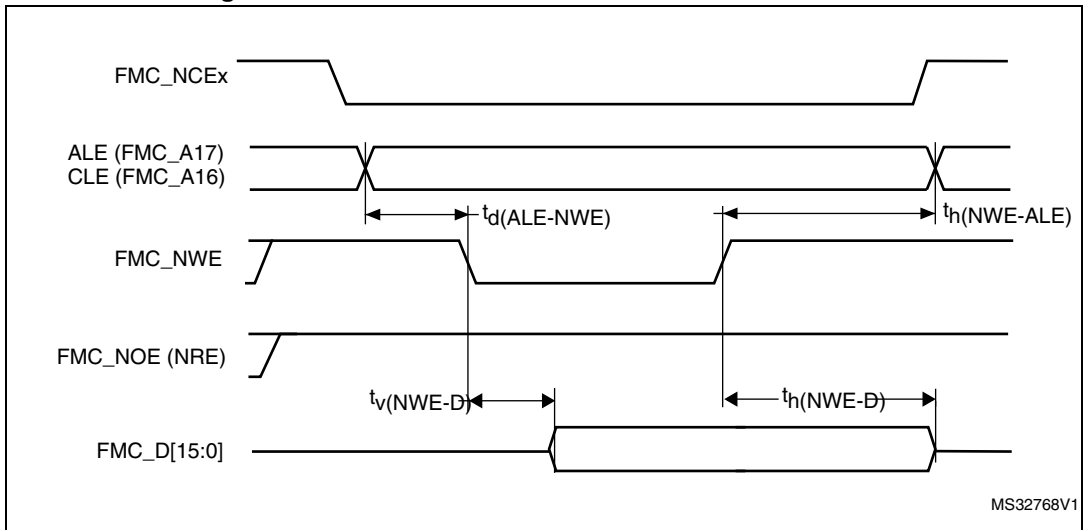 FMC_NCEx
ALE (FMC_A17)
CLE (FMC_A16)
td(ALE-NWE)
th(NWE-ALE)
FMC_NWE
FMC_NOE (NRE)
tv(NWE-D)
th(NWE-D)
FMC_D[15:0]
MS32768V1